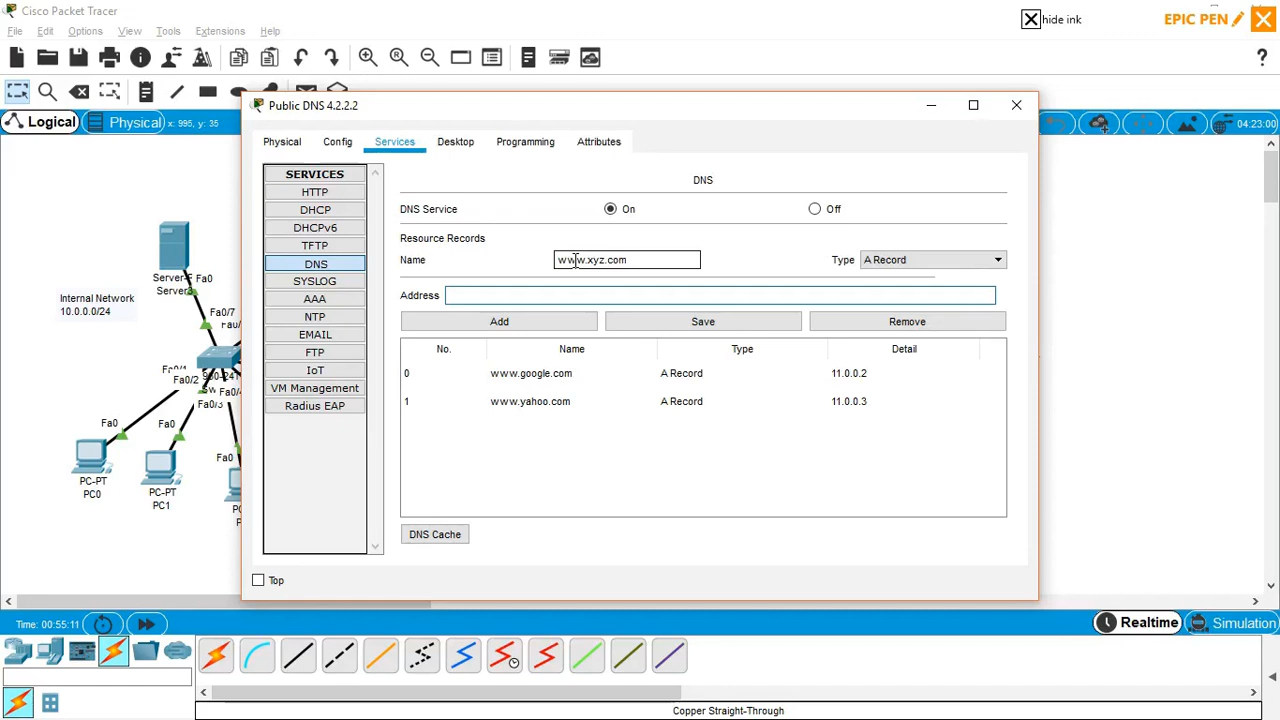 Cisco Packet Tracer
hide ink
EPIC PEN
File Edit Options View Tools Extensions Help
Public DNS 4.2.2.2
Logical
Physical
x: 995, y: 35
04:23:00
Physical Config Services Desktop Programming Attributes
SERVICES
HTTP
DHCP
DHCPv6
TFTP
DNS
SYSLOG
AAA
NTP
EMAIL
FTP
IoT
VM Management
Radius EAP
DNS
DNS Service On Off
Resource Records
Name www.xyz.com Type A Record
Address
Add Save Remove
No. Name Type Detail
0 www.google.com A Record 11.0.0.2
1 www.yahoo.com A Record 11.0.0.3
DNS Cache
Top
Fa0
Internal Network
10.0.0.0/24
Fa0/7
Fa0/2
Fa0/3
Fa0
Fa0
Fa0
PC-PT
PC0
PC-PT
PC1
Time: 00:55:11
Realtime
Simulation
Copper Straight-Through